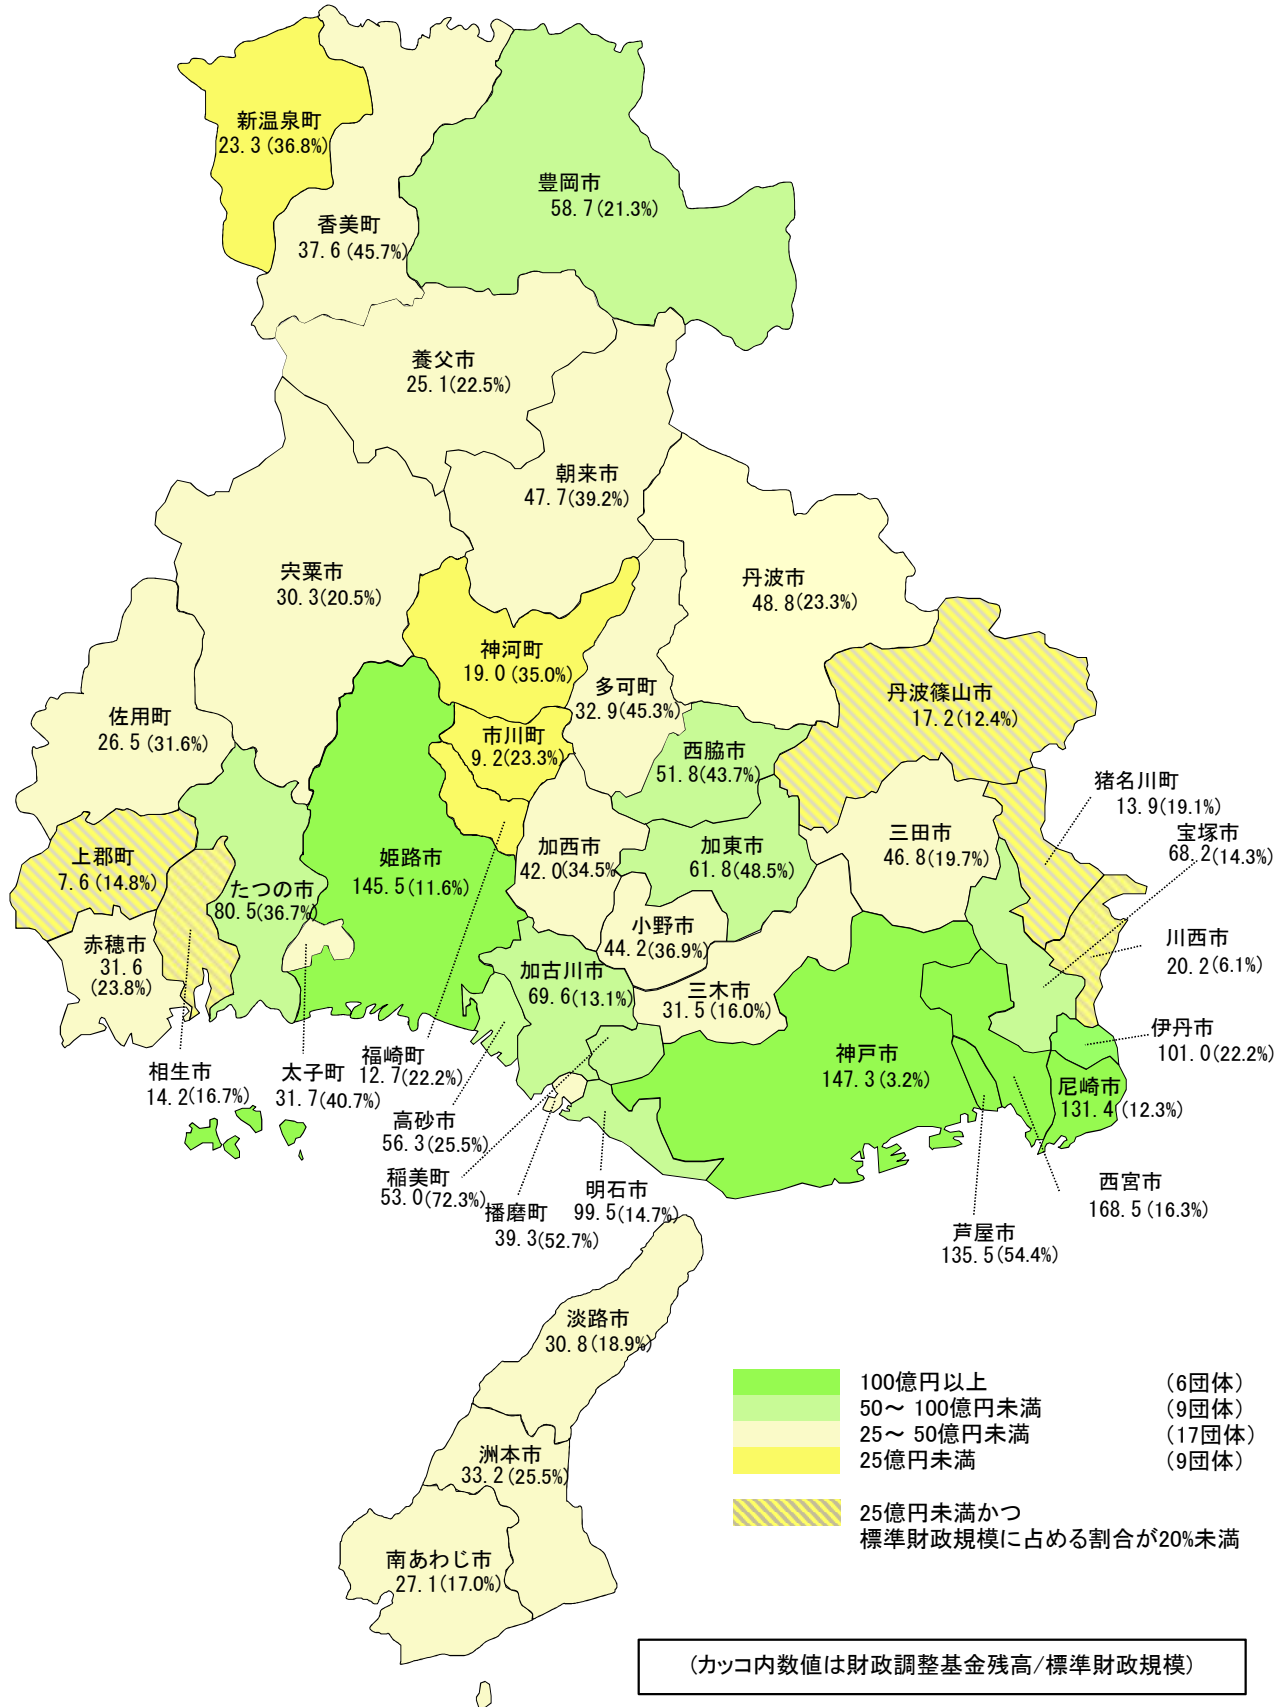 新温泉町
23.3(36.8%)
香美町
37.6(45.7%)
豊岡市
58.7(21.3%)
養父市
25.1(22.5%)
朝来市
47.7(39.2%)
宍粟市
30.3(20.5%)
丹波市
48.8(23.3%)
神河町
19.0(35.0%)
多可町
32.9(45.3%)
丹波篠山市
17.2(12.4%)
佐用町
26.5(31.6%)
市川町
9.2(23.3%)
西脇市
51.8(43.7%)
猪名川町
13.9(19.1%)
宝塚市
68.2(14.3%)
上郡町
7.6(14.8%)
姫路市
145.5(11.6%)
加西市
42.0(34.5%)
加東市
61.8(48.5%)
三田市
46.8(19.7%)
たつの市
80.5(36.7%)
赤穂市
31.6
(23.8%)
小野市
44.2(36.9%)
川西市
20.2(6.1%)
加古川市
69.6(13.1%)
三木市
31.5(16.0%)
伊丹市
101.0(22.2%)
神戸市
147.3(3.2%)
尼崎市
131.4(12.3%)
相生市
14.2(16.7%)
太子町
31.7(40.7%)
福崎町
12.7(22.2%)
高砂市
56.3(25.5%)
稲美町
53.0(72.3%)
播磨町
39.3(52.7%)
明石市
99.5(14.7%)
西宮市
168.5(16.3%)
芦屋市
135.5(54.4%)
淡路市
30.8(18.9%)
洲本市
33.2(25.5%)
南あわじ市
27.1(17.0%)
100億円以上 (6団体)
50～ 100億円未満 (9団体)
25～ 50億円未満 (17団体)
25億円未満 (9団体)
25億円未満かつ
標準財政規模に占める割合が20%未満
(カッコ内数値は財政調整基金残高/標準財政規模)